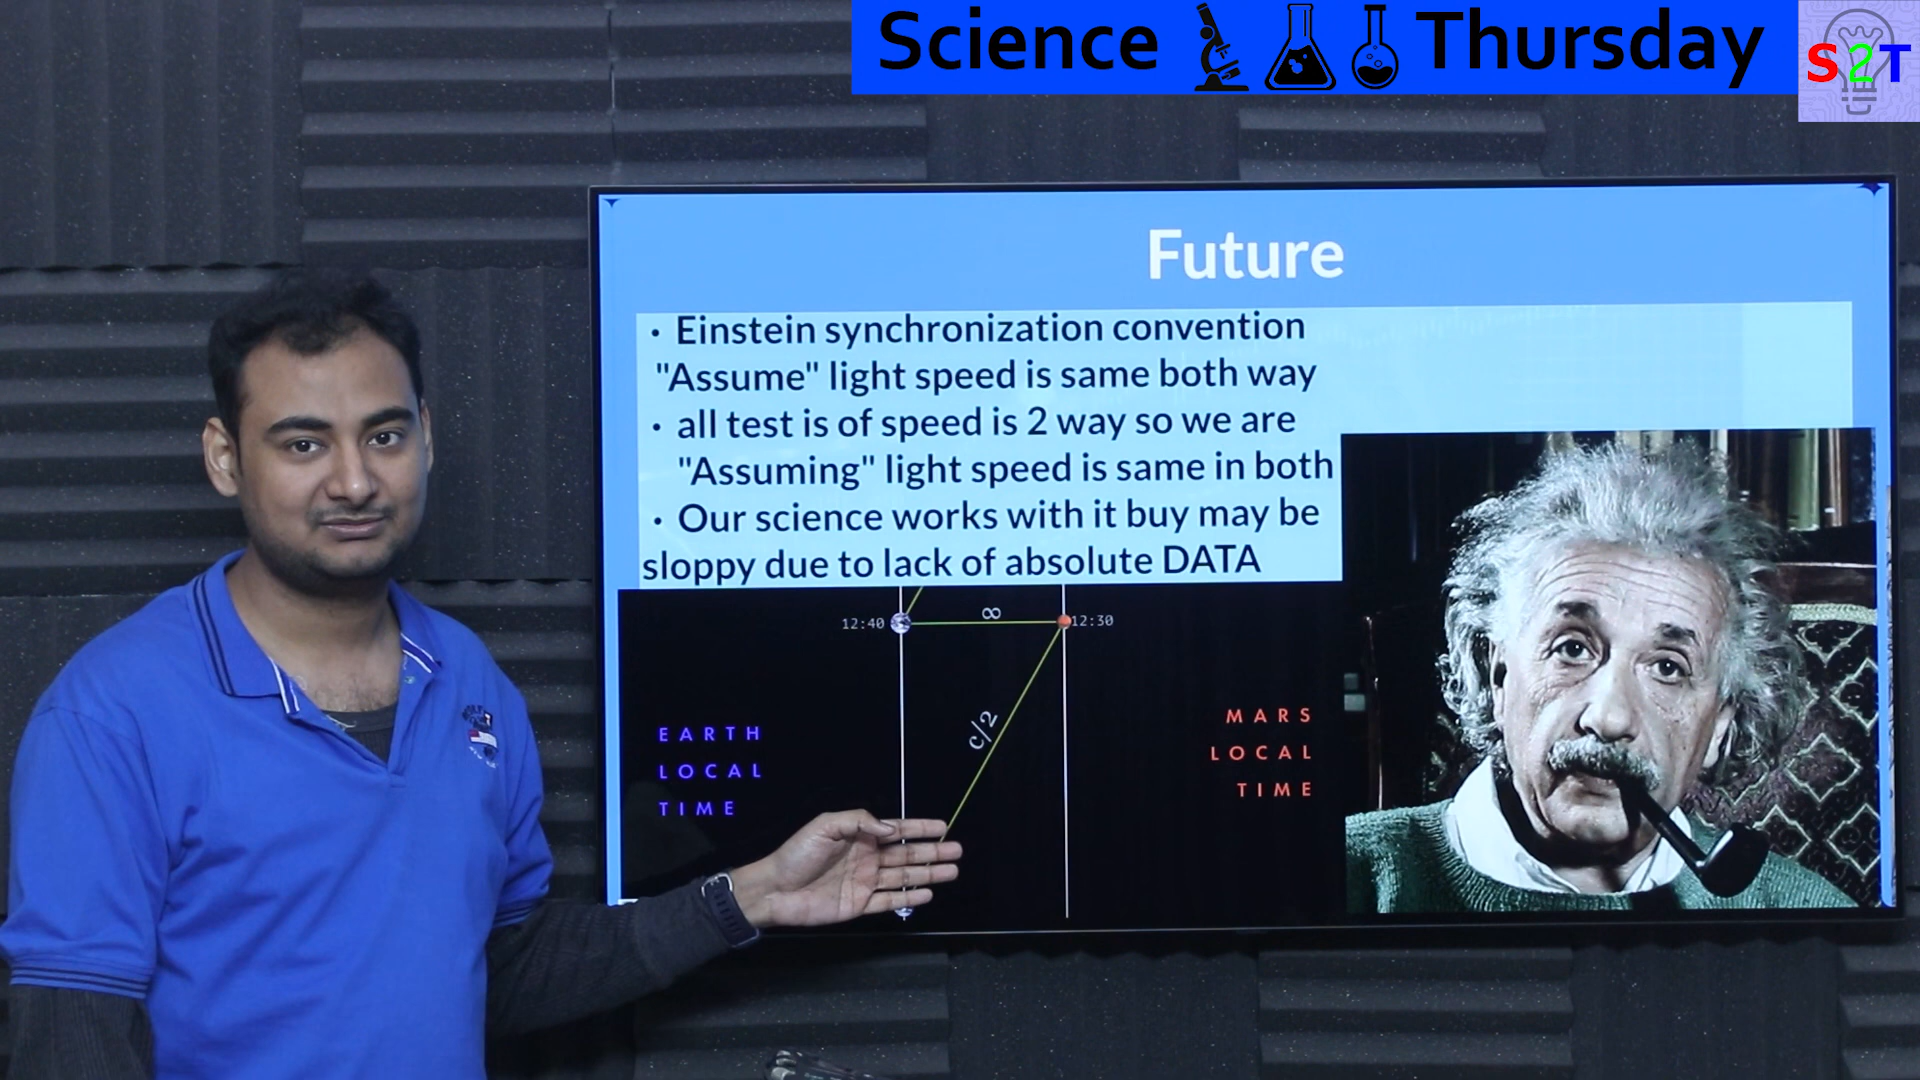 Science Thursday
S2T
Future
• Einstein synchronization convention
"Assume" light speed is same both way
• all test is of speed is 2 way so we are
"Assuming" light speed is same in both
• Our science works with it buy may be
sloppy due to lack of absolute DATA
12:40 ∞ 12:30
c/2
EARTH
LOCAL
TIME
MARS
LOCAL
TIME